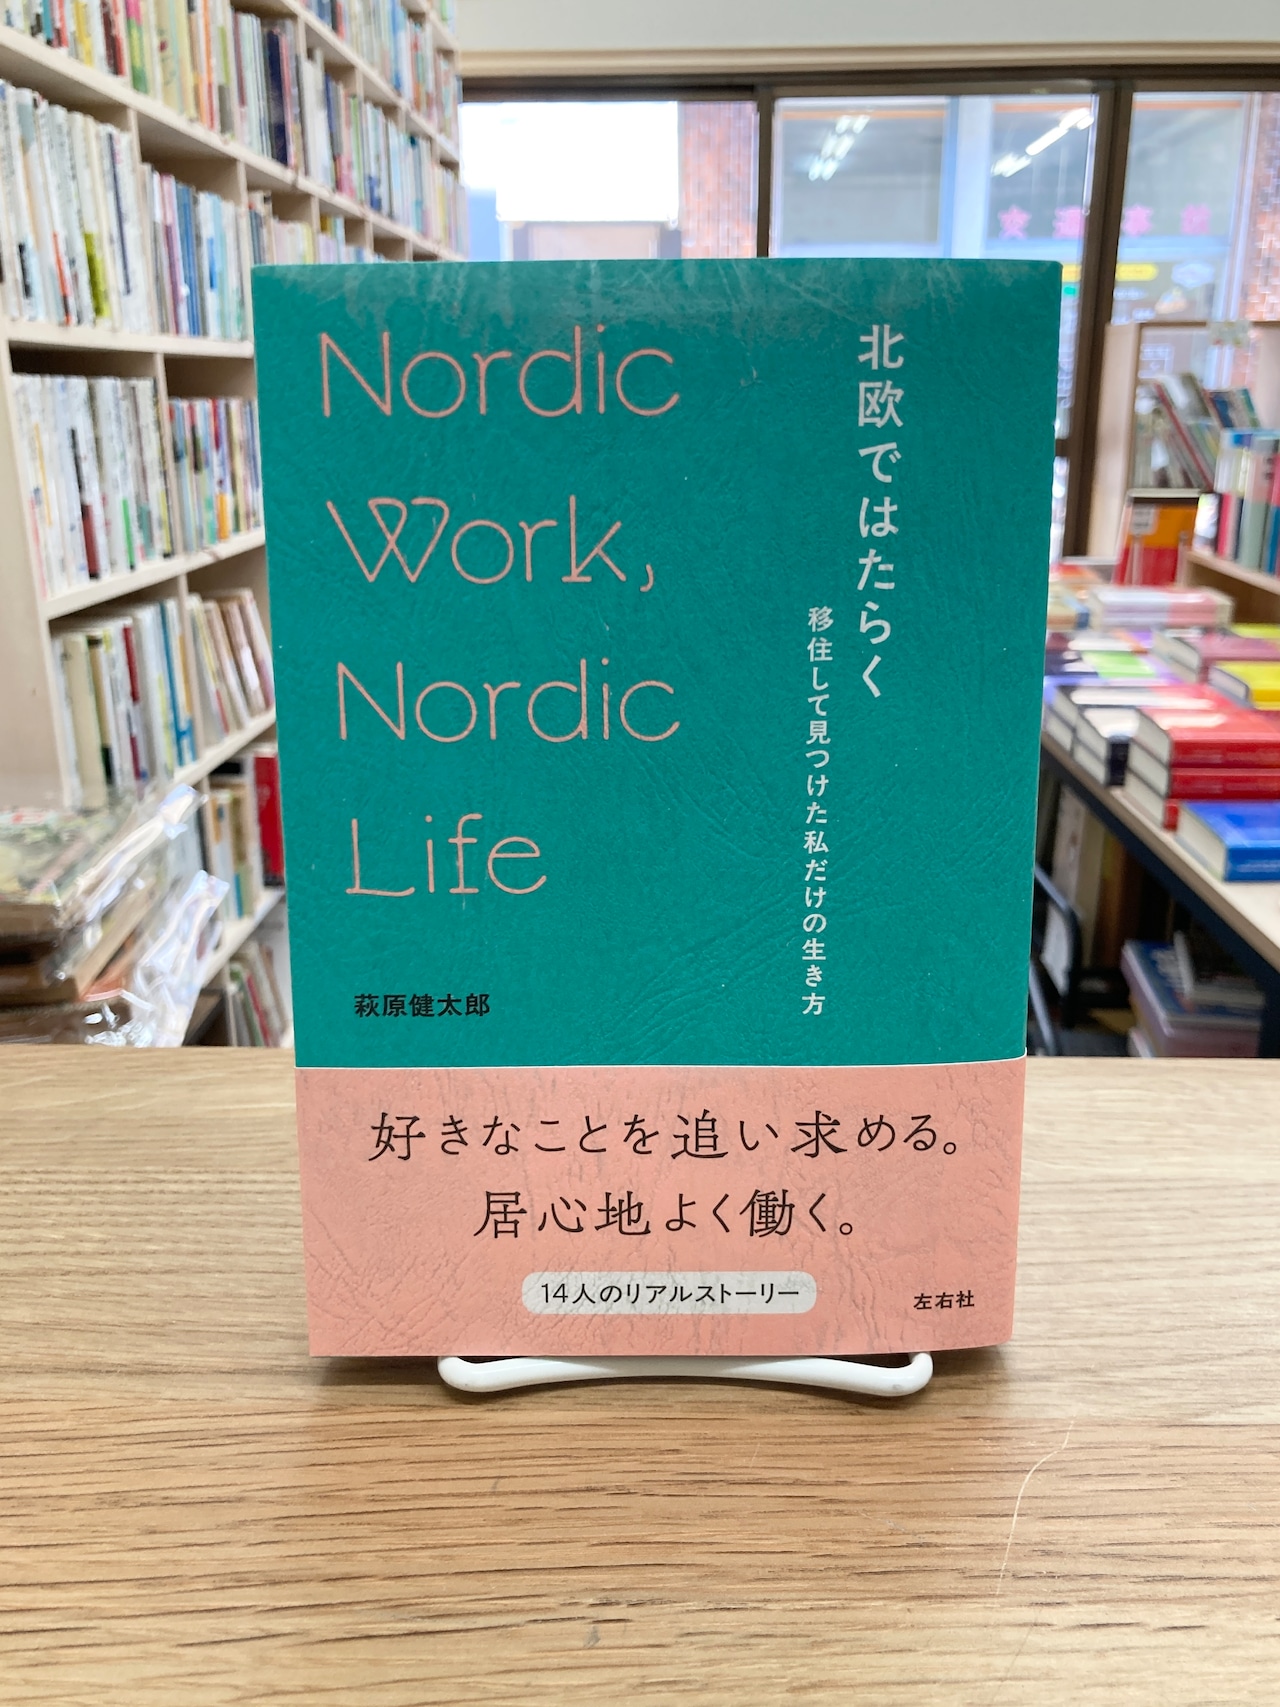 Nordic
Work,
Nordic
Life
北欧ではたらく
移住して見つけた私だけの生き方
萩原健太郎
好きなことを追い求める。
居心地よく働く。
14人のリアルストーリー
左右社